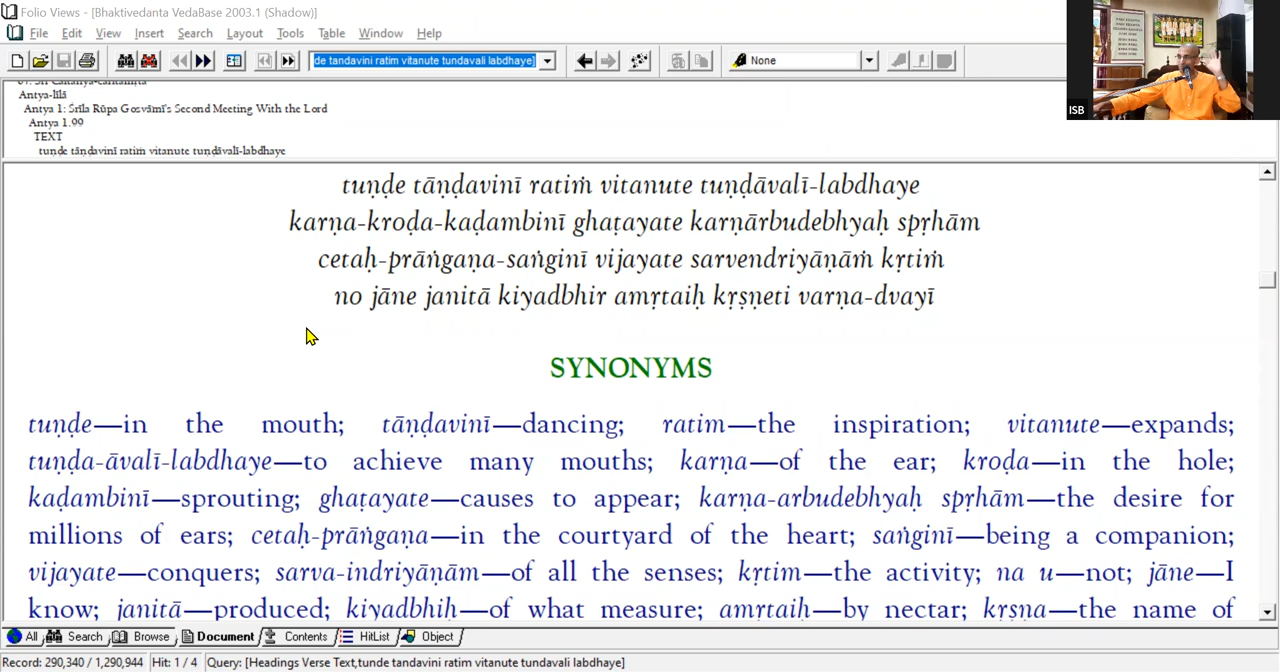 Folio Views - [Bhaktivedanta VedaBase 2003.1 (Shadow)]
File Edit View Insert Search Layout Tools Table Window Help
de tandavini ratim vitanute tundavali labdhaye]
None
ISB
Antya-līlā
Antya 1: Śrīla Rūpa Gosvāmī's Second Meeting With the Lord
Antya 1.99
TEXT
tuṇḍe tāṇḍavinī ratiṁ vitanute tuṇḍāvalī-labdhaye
tuṇḍe tāṇḍavinī ratiṁ vitanute tuṇḍāvalī-labdhaye
karṇa-kroḍa-kaḍambinī ghaṭayate karṇārbudebhyaḥ spṛhām
cetaḥ-prāṅgaṇa-saṅginī vijayate sarvendriyāṇāṁ kṛtiṁ
no jāne janitā kiyadbhir amṛtaiḥ kṛṣṇeti varṇa-dvayī
SYNONYMS
tuṇḍe—in the mouth; tāṇḍavinī—dancing; ratim—the inspiration; vitanute—expands;
tuṇḍa-āvalī-labdhaye—to achieve many mouths; karṇa—of the ear; kroḍa—in the hole;
kaḍambinī—sprouting; ghaṭayate—causes to appear; karṇa-arbudebhyaḥ spṛhām—the desire for
millions of ears; cetaḥ-prāṅgaṇa—in the courtyard of the heart; saṅginī—being a companion;
vijayate—conquers; sarva-indriyāṇām—of all the senses; kṛtim—the activity; na u—not; jāne—I
know; janitā—produced; kiyadbhiḥ—of what measure; amṛtaiḥ—by nectar; kṛṣṇa—the name of
All Search Browse Document Contents HitList Object
Record: 290,340 / 1,290,944 Hit: 1 / 4 Query: [Headings Verse Text,tunde tandavini ratim vitanute tundavali labdhaye]